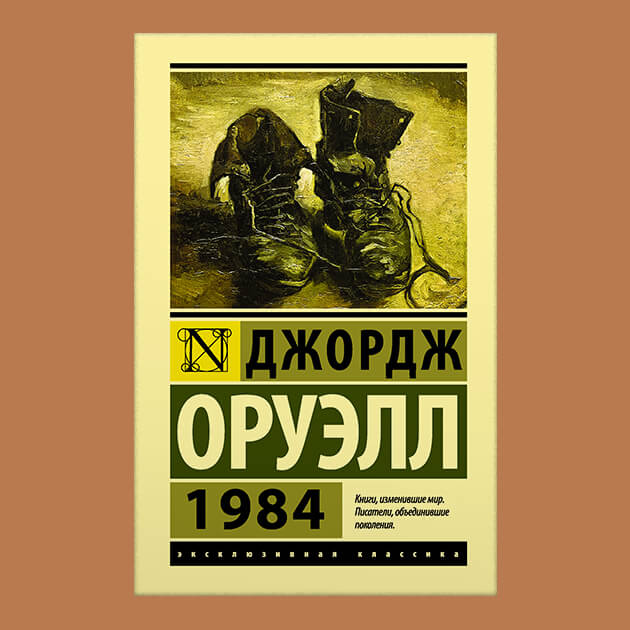 N
ДЖОРДЖ
ОРУЭЛЛ
1984
Книги, изменившие мир.
Писатели, объединившие
поколения.
эксклюзивная классика